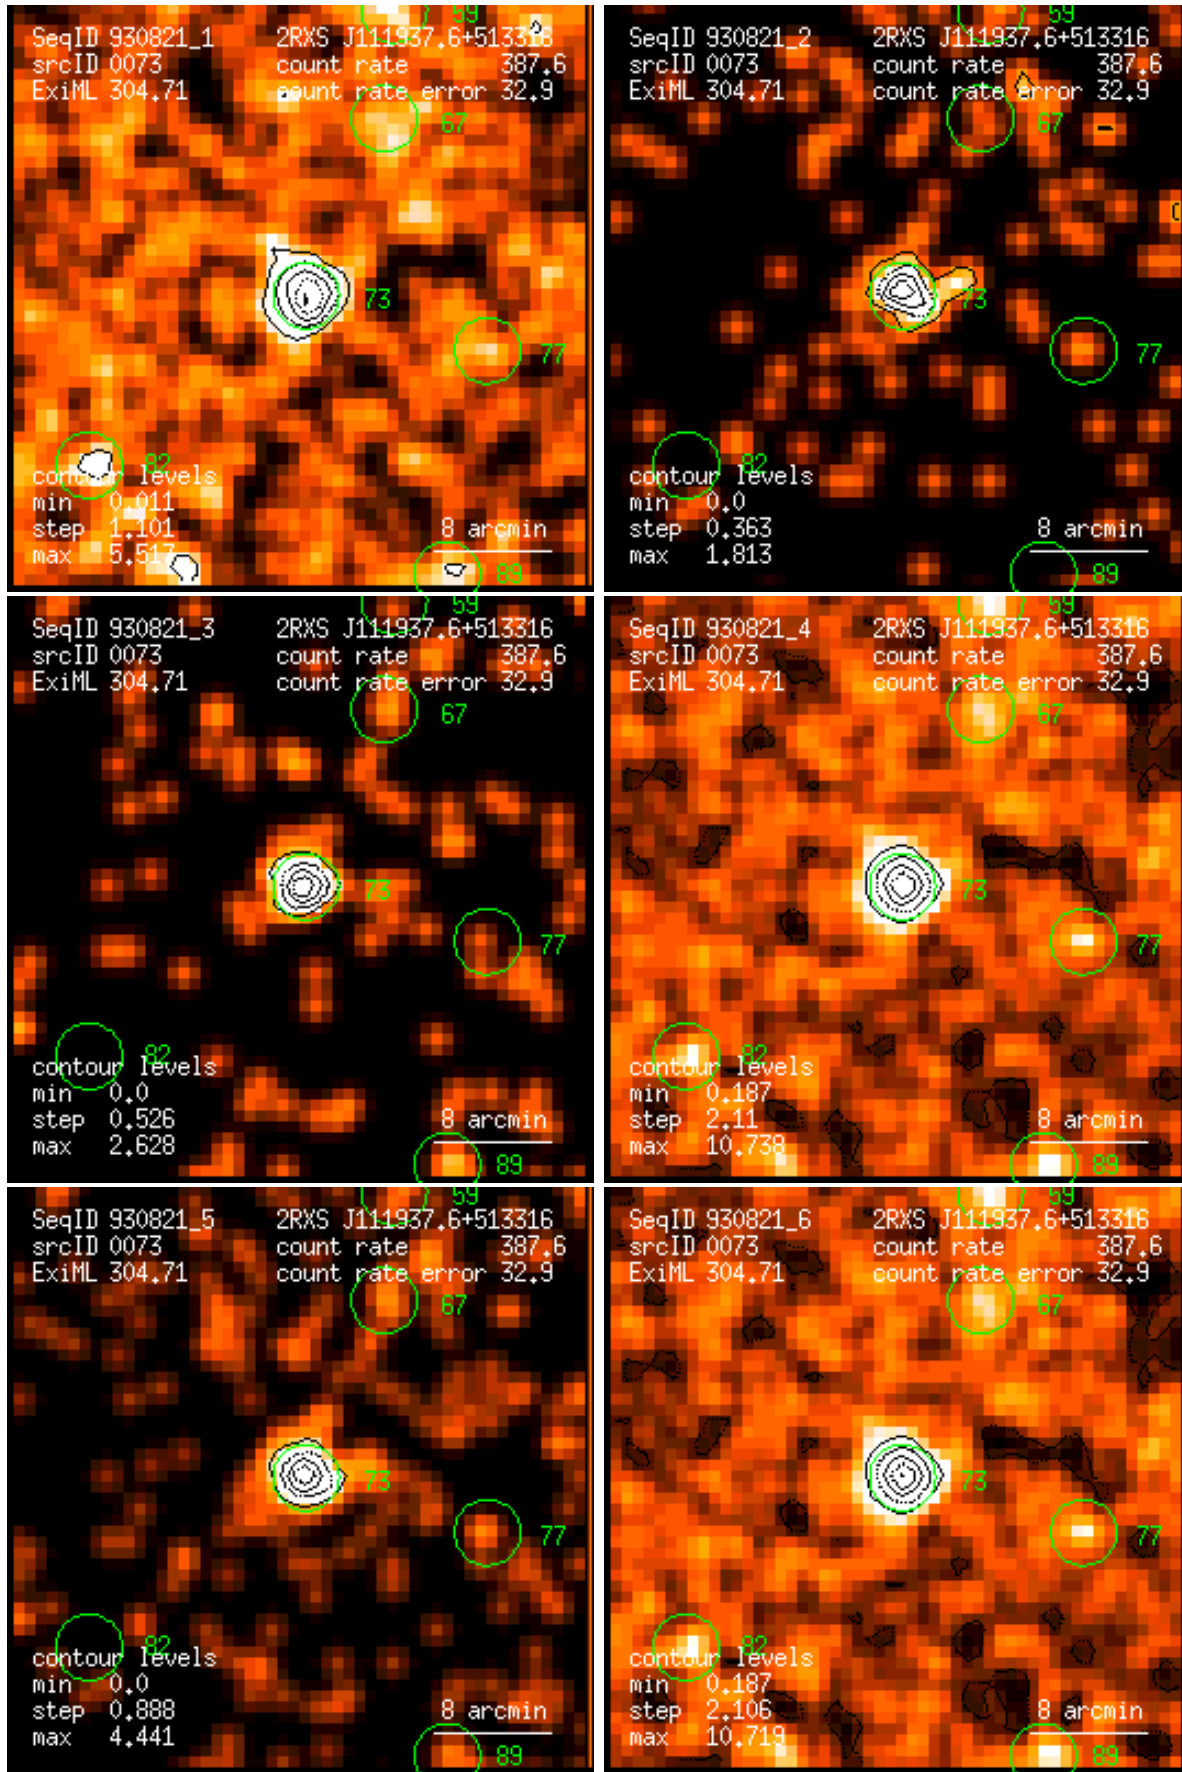 59
SeqID 930821_1 2RXS J111937.6+513316
srcID 0073 count rate 387.6
ExiML 304.71 count rate error 32.9
67
73
77
82
contour levels
min 0.011
step 1.101 8 arcmin
max 5.517
89
59
SeqID 930821_2 2RXS J111937.6+513316
srcID 0073 count rate 387.6
ExiML 304.71 count rate error 32.9
67
73
77
82
contour levels
min 0.0
step 0.363 8 arcmin
max 1.813
89
59
SeqID 930821_3 2RXS J111937.6+513316
srcID 0073 count rate 387.6
ExiML 304.71 count rate error 32.9
67
73
77
82
contour levels
min 0.0
step 0.526 8 arcmin
max 2.628
89
59
SeqID 930821_4 2RXS J111937.6+513316
srcID 0073 count rate 387.6
ExiML 304.71 count rate error 32.9
67
73
77
82
contour levels
min 0.187
step 2.11 8 arcmin
max 10.738
89
59
SeqID 930821_5 2RXS J111937.6+513316
srcID 0073 count rate 387.6
ExiML 304.71 count rate error 32.9
67
73
77
82
contour levels
min 0.0
step 0.888 8 arcmin
max 4.441
89
59
SeqID 930821_6 2RXS J111937.6+513316
srcID 0073 count rate 387.6
ExiML 304.71 count rate error 32.9
67
73
77
82
contour levels
min 0.187
step 2.106 8 arcmin
max 10.719
89